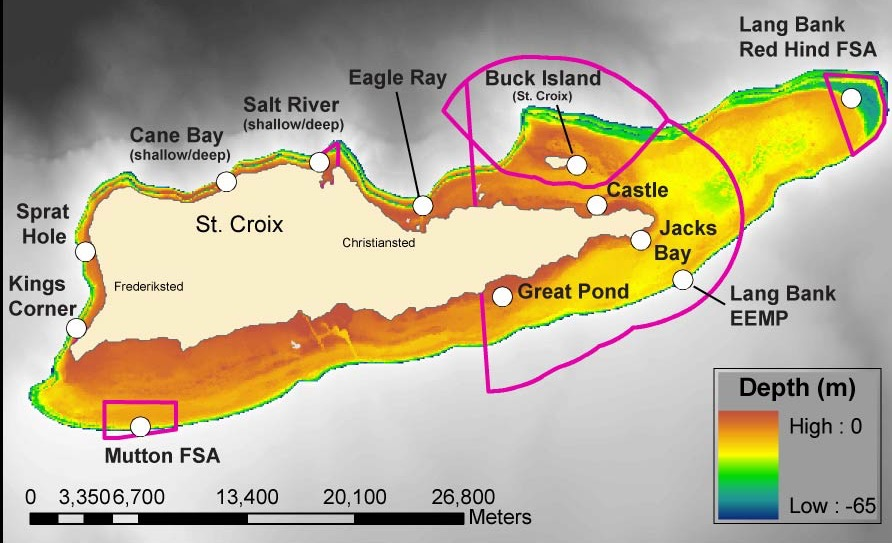 Lang Bank
Red Hind FSA
Eagle Ray
Buck Island
(St. Croix)
Salt River
(shallow/deep)
Cane Bay
(shallow/deep)
Castle
Sprat
Hole
St. Croix
Christiansted
Jacks
Bay
Kings
Corner
Frederiksted
Great Pond
Lang Bank
EEMP
Mutton FSA
Depth (m)
High : 0
Low : -65
0 3,350 6,700 13,400 20,100 26,800
Meters